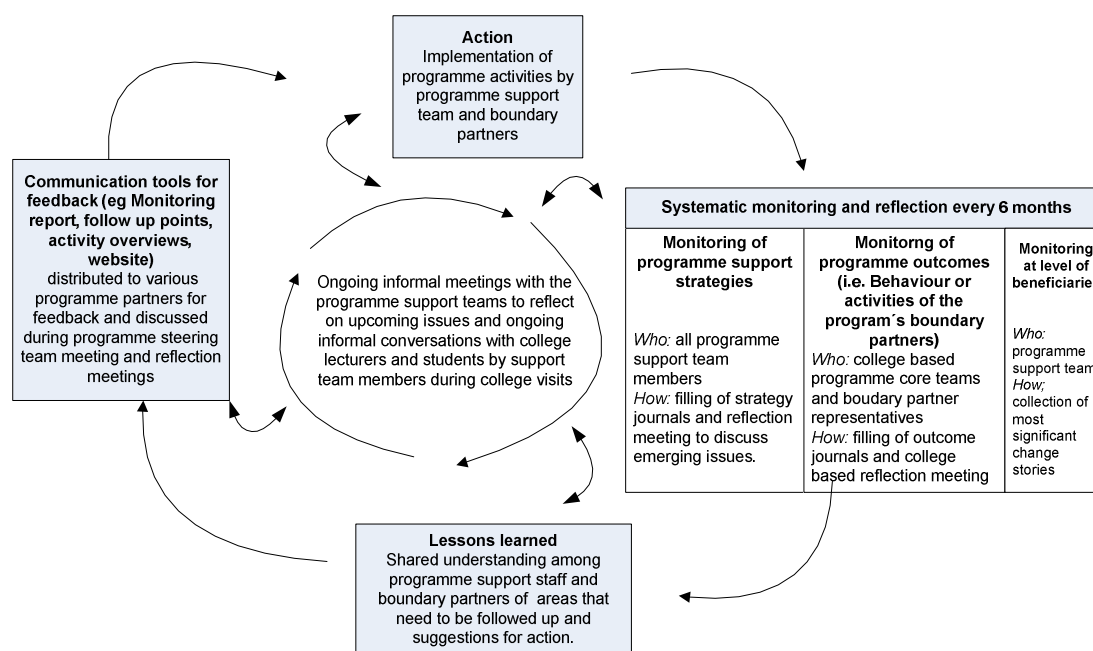 Action
Implementation of
programme activities by
programme support
team and boundary
partners
Communication tools for
feedback (eg Monitoring
report, follow up points,
activity overviews,
website)
distributed to various
programme partners for
feedback and discussed
during programme steering
team meeting and reflection
meetings
Ongoing informal meetings with the
programme support teams to reflect
on upcoming issues and ongoing
informal conversations with college
lecturers and students by support
team members during college visits
Systematic monitoring and reflection every 6 months
Monitoring of
programme support
strategies
Who: all programme
support team
members
How: filling of strategy
journals and reflection
meeting to discuss
emerging issues.
Monitorng of
programme outcomes
(i.e. Behaviour or
activities of the
program´s boundary
partners)
Who: college based
programme core teams
and boudary partner
representatives
How: filling of outcome
journals and college
based reflection meeting
Monitoring
at level of
beneficiarie
Who:
programme
support team
How;
collection of
most
significant
change
stories
Lessons learned
Shared understanding among
programme support staff and
boundary partners of areas that
need to be followed up and
suggestions for action.